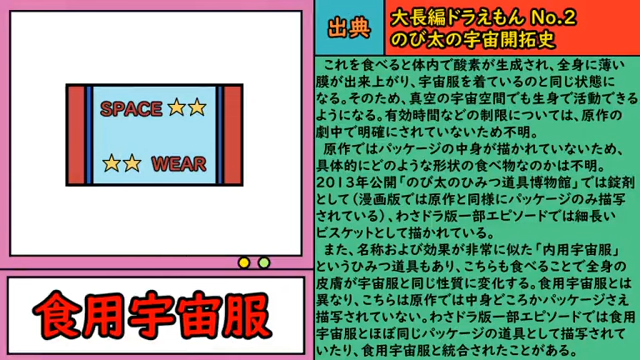 SPACE ☆☆
☆☆ WEAR
食用宇宙服
出典
大長編ドラえもん No.2
のび太の宇宙開拓史
これを食べると体内で酸素が生成され、全身に薄い
膜が出来上がり、宇宙服を着ているのと同じ状態に
なる。そのため、真空の宇宙空間でも生身で活動できる
ようになる。有効時間などの制限については、原作の
劇中で明確にされていないため不明。
原作ではパッケージの中身が描かれていないため、
具体的にどのような形状の食べ物なのかは不明。
2013年公開「のび太のひみつ道具博物館」では錠剤
として(漫画版では原作と同様にパッケージのみ描写
されている)、わさドラ版一部エピソードでは細長い
ビスケットとして描かれている。
また、名称および効果が非常に似た「内用宇宙服」
というひみつ道具もあり、こちらも食べることで全身の
皮膚が宇宙服と同じ性質に変化する。食用宇宙服とは
異なり、こちらは原作では中身どころかパッケージさえ
描写されていない。わさドラ版一部エピソードでは食用
宇宙服とほぼ同じパッケージの道具として描写されて
いたり、食用宇宙服と統合されたことがある。